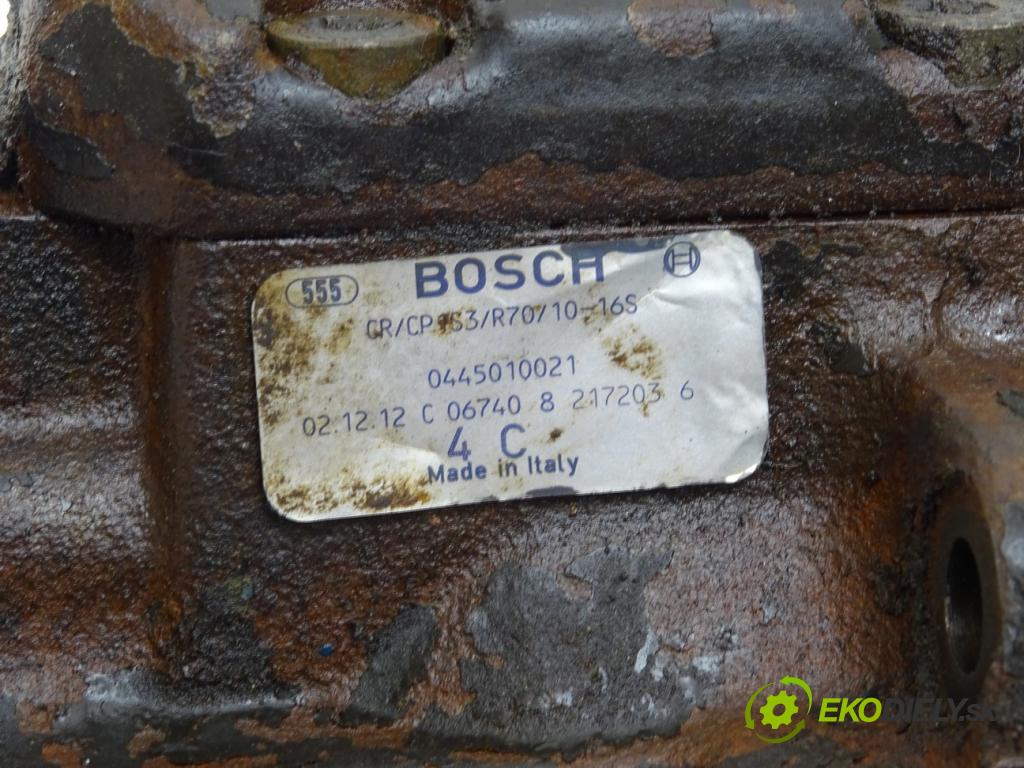 555 BOSCH
CR/CP1S3/R70/10-16S
0445010021
02.12.12 C 06740 8 217203 6
4 C
Made in Italy
EKODIELY.sk